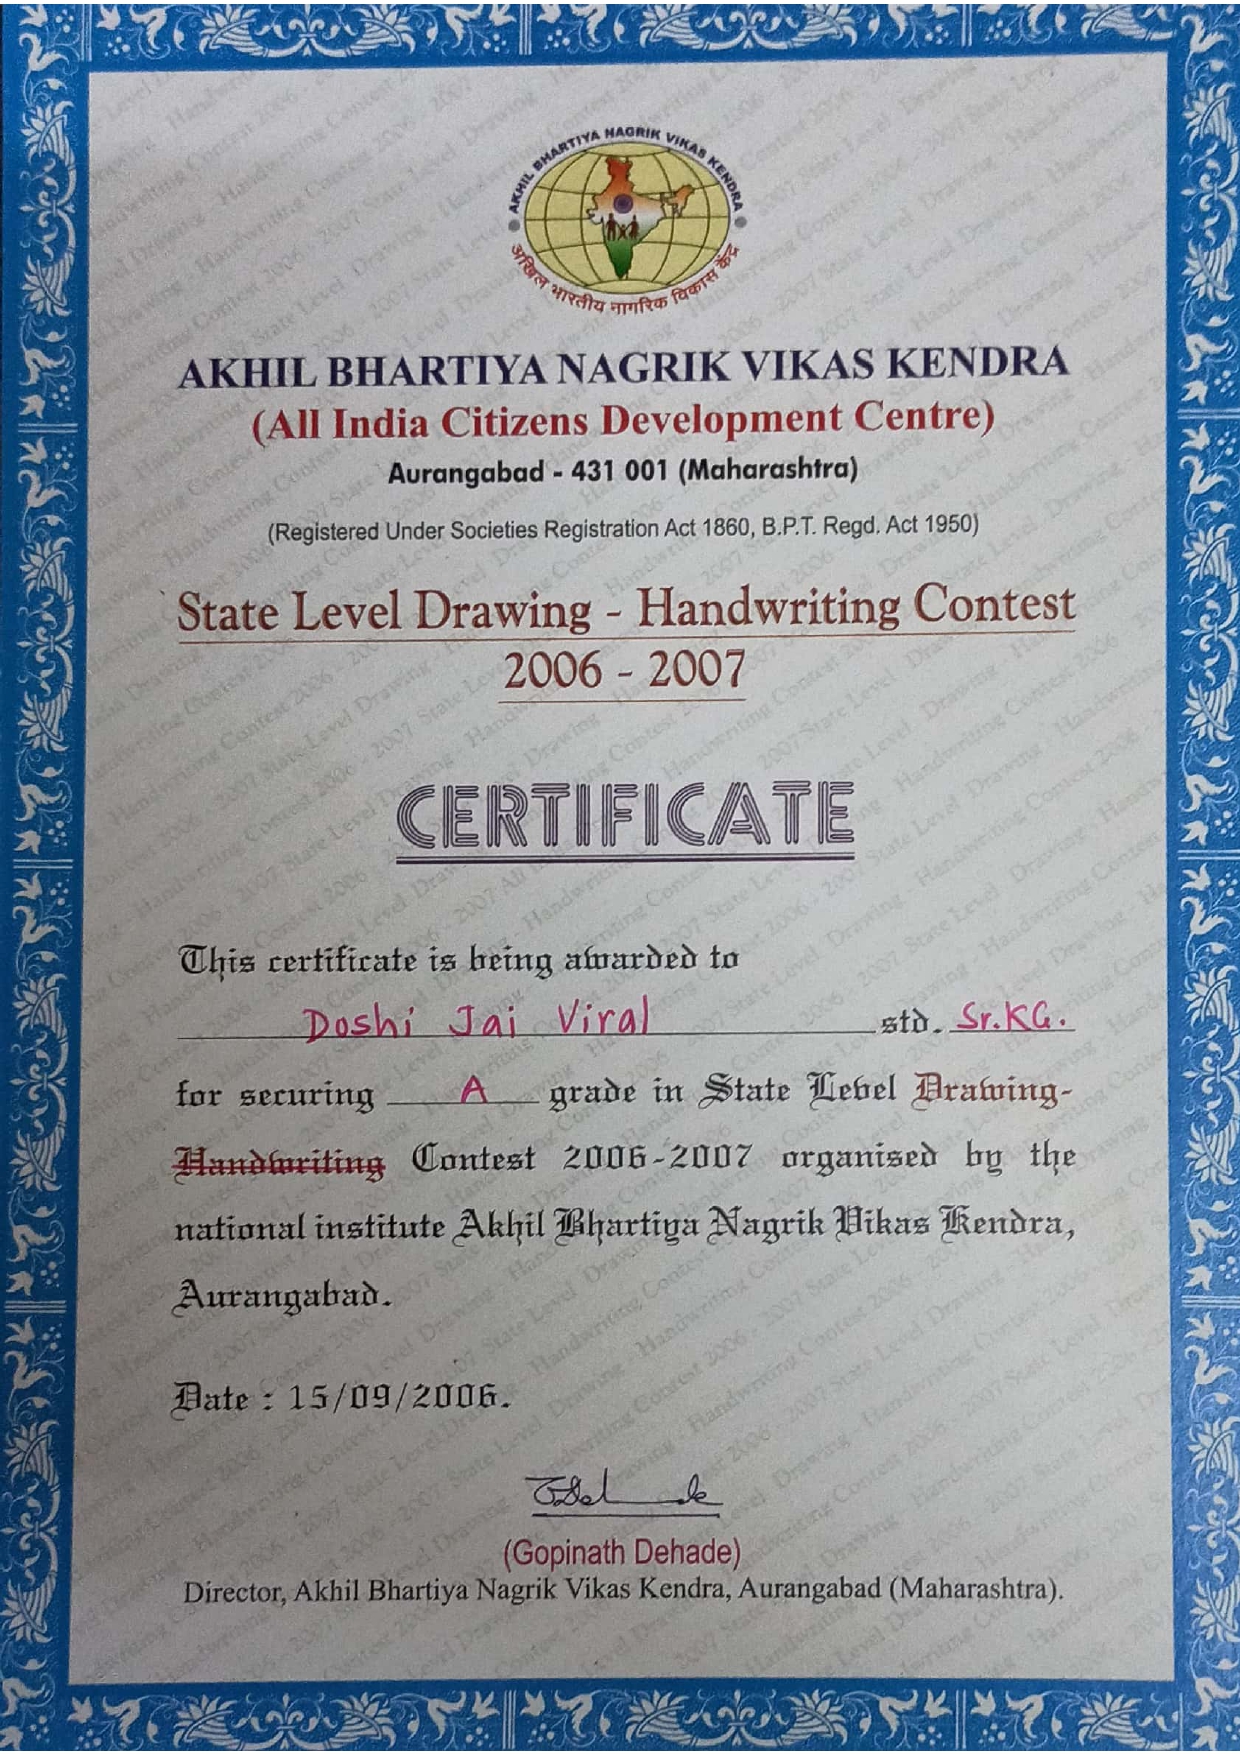 AKHIL BHARTIYA NAGRIK VIKAS KENDRA
अखिल भारतीय नागरिक विकास केंद्र
AKHIL BHARTIYA NAGRIK VIKAS KENDRA
(All India Citizens Development Centre)
Aurangabad - 431 001 (Maharashtra)
(Registered Under Societies Registration Act 1860, B.P.T. Regd. Act 1950)
State Level Drawing - Handwriting Contest
2006 - 2007
CERTIFICATE
This certificate is being awarded to
Doshi Jai Viral std. Sr.KG.
for securing A grade in State Level Drawing-
Handwriting Contest 2006-2007 organised by the
national institute Akhil Bhartiya Nagrik Vikas Kendra,
Aurangabad.
Date : 15/09/2006.
(Gopinath Dehade)
Director, Akhil Bhartiya Nagrik Vikas Kendra, Aurangabad (Maharashtra).